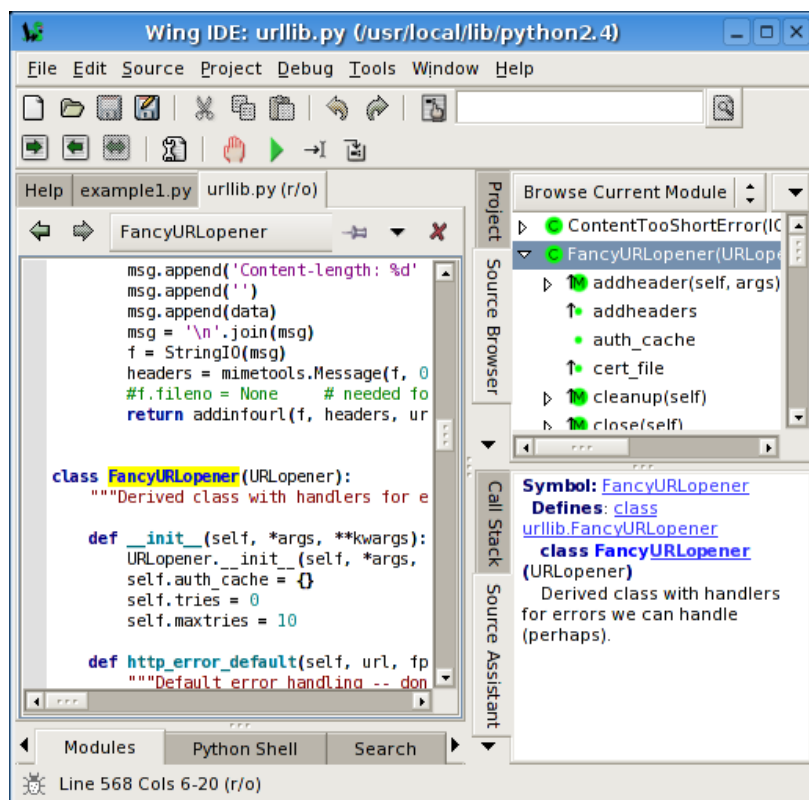 Wing IDE: urllib.py (/usr/local/lib/python2.4)
File Edit Source Project Debug Tools Window Help
Help example1.py urllib.py (r/o)
FancyURLopener
msg.append('Content-length: %d'
msg.append('')
msg.append(data)
msg = '\n'.join(msg)
f = StringIO(msg)
headers = mimetools.Message(f, 0
#f.fileno = None # needed fo
return addinfourl(f, headers, ur
class FancyURLopener(URLopener):
"""Derived class with handlers for e
def __init__(self, *args, **kwargs):
URLopener.__init__(self, *args,
self.auth_cache = {}
self.tries = 0
self.maxtries = 10
def http_error_default(self, url, fp
"""Default error handling -- don
Modules Python Shell Search
Line 568 Cols 6-20 (r/o)
Project
Source Browser
Browse Current Module
C ContentTooShortError(IO
C FancyURLopener(URLope
M addheader(self, args)
addheaders
auth_cache
cert_file
M cleanup(self)
M close(self)
Call Stack
Source Assistant
Symbol: FancyURLopener
Defines: class
urllib.FancyURLopener
class FancyURLopener
(URLopener)
Derived class with handlers
for errors we can handle
(perhaps).